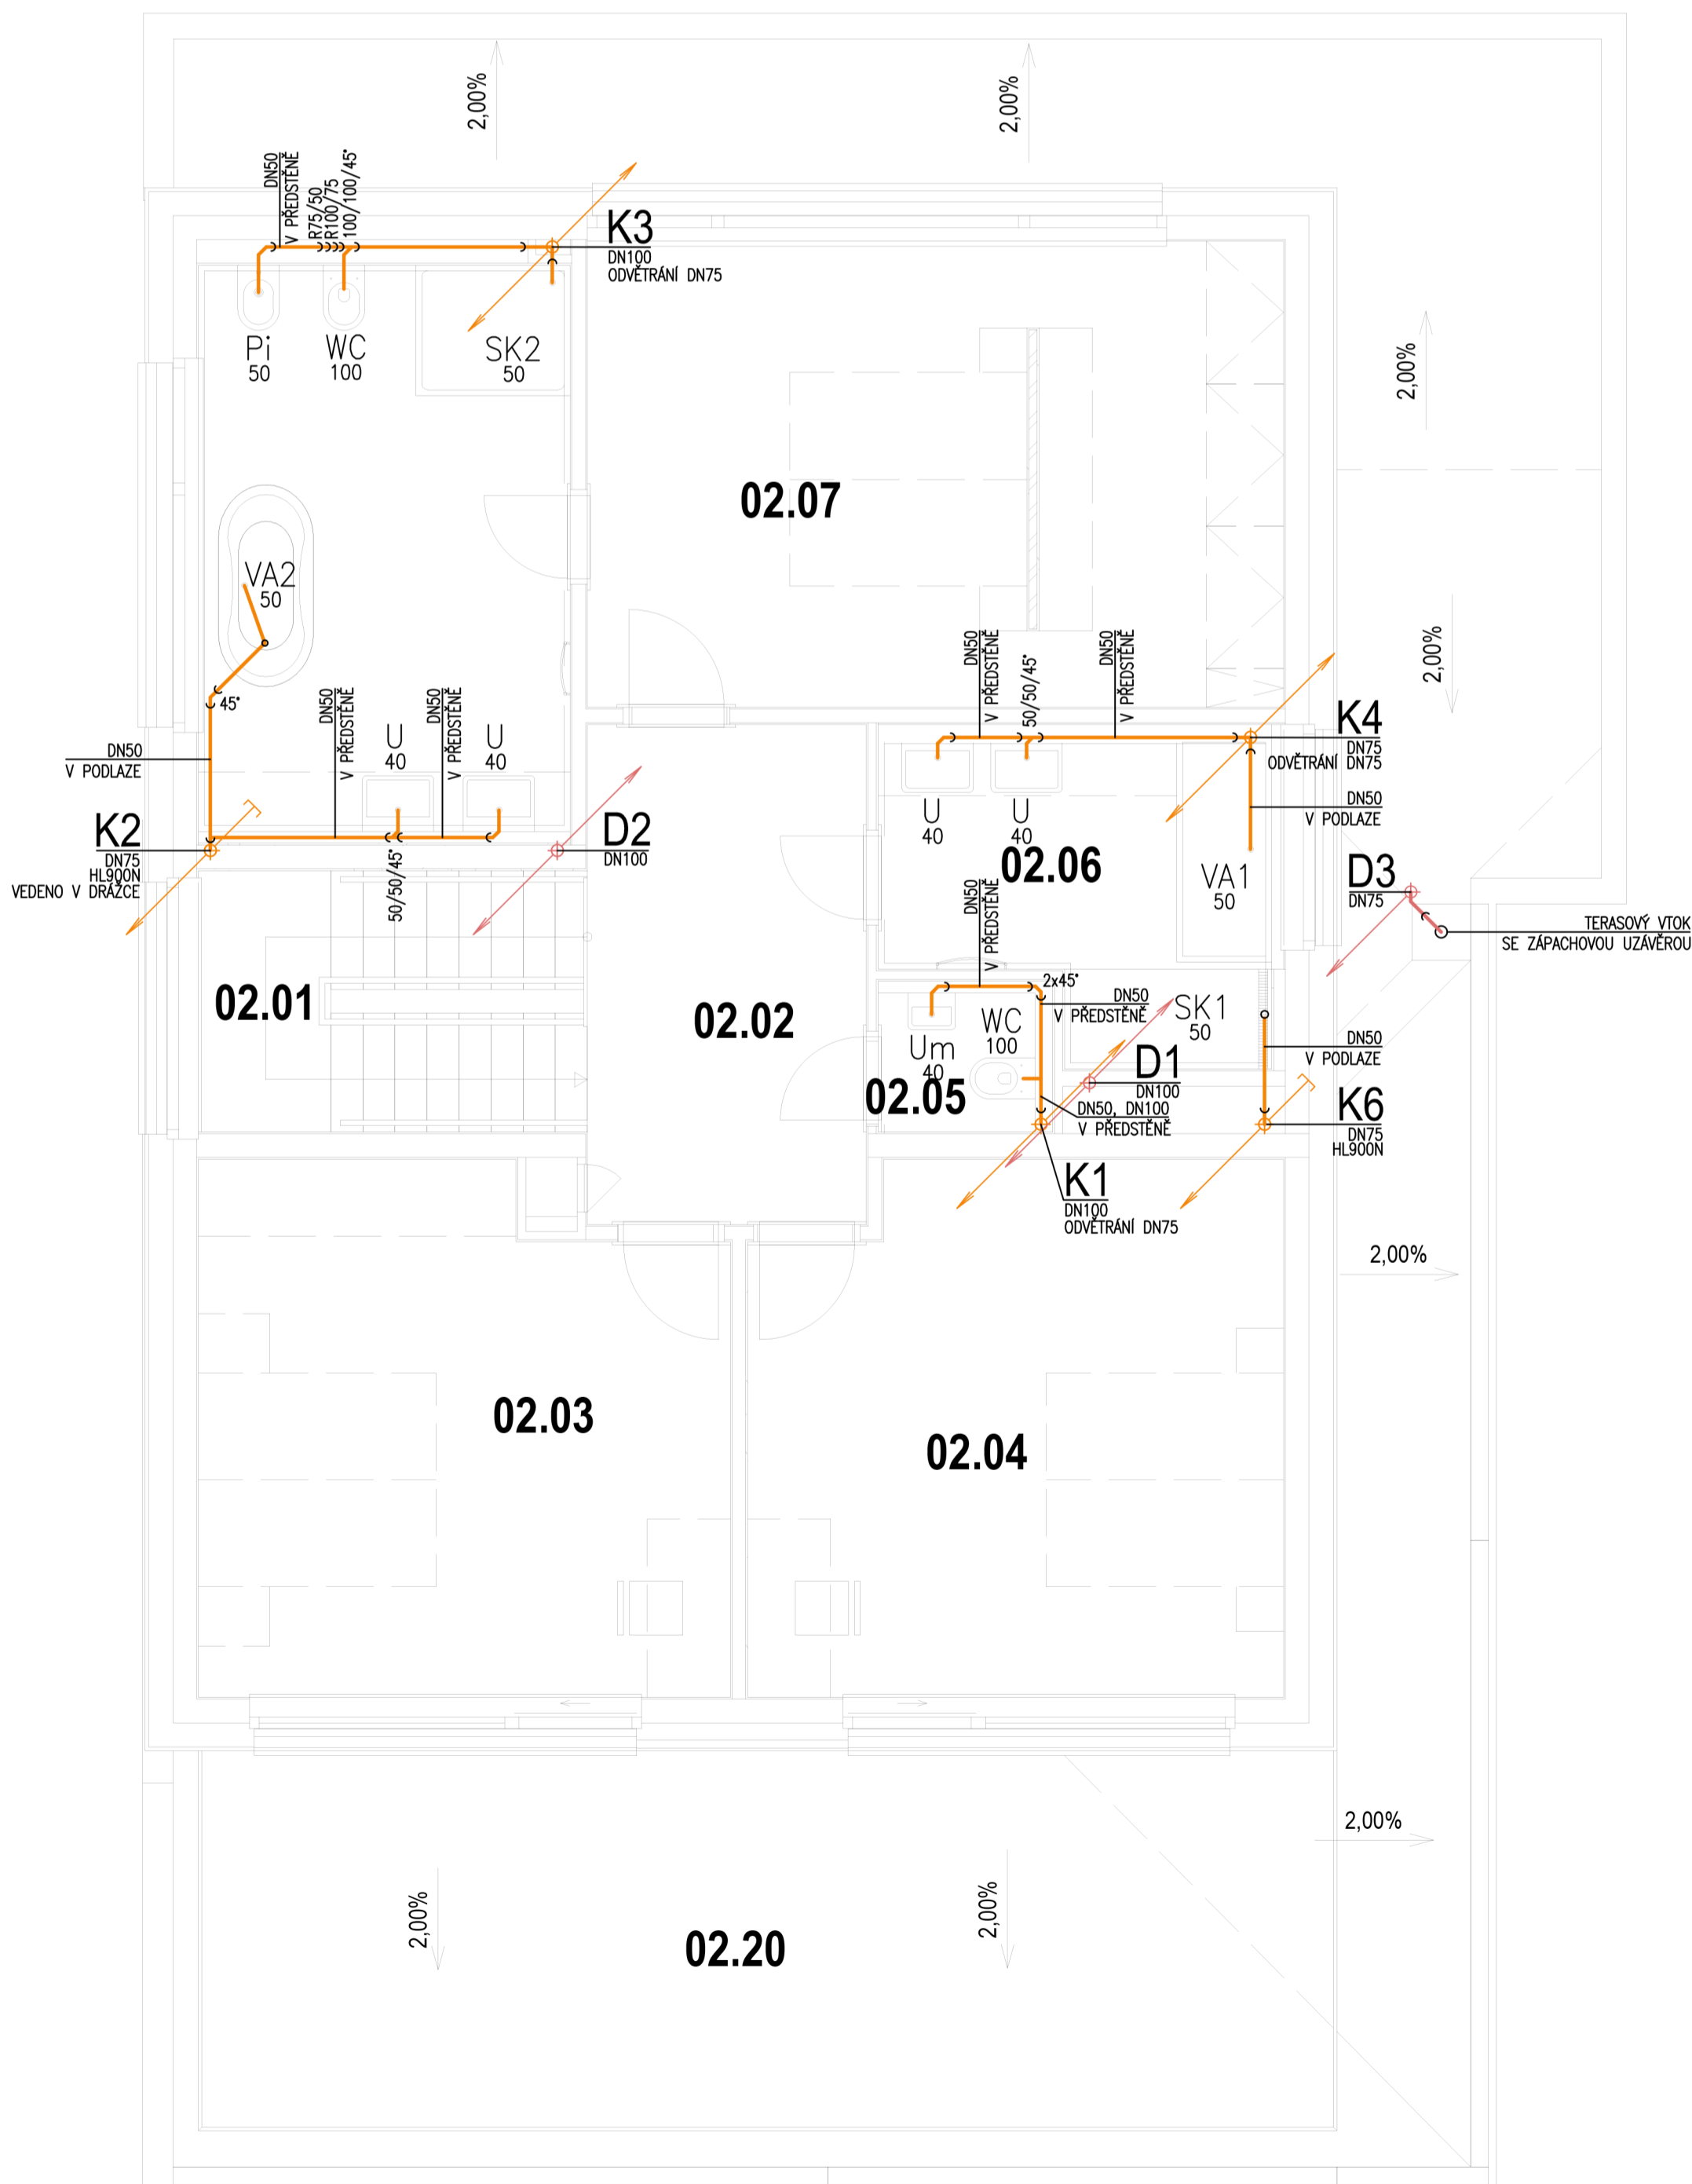 2,00%
2,00%
DN50
V PŘEDSTĚNĚ
R75/50
R100/75
100/100/45°
K3
DN100
ODVĚTRÁNÍ DN75
Pi
50
WC
100
SK2
50
2,00%
02.07
VA2
50
45°
DN50
V PODLAZE
DN50
V PŘEDSTĚNĚ
DN50
V PŘEDSTĚNĚ
U
40
U
40
DN50
V PŘEDSTĚNĚ
50/50/45°
DN50
V PŘEDSTĚNĚ
2,00%
K4
DN75
ODVĚTRÁNÍ DN75
DN50
V PODLAZE
K2
DN75
HL900N
VEDENO V DRÁŽCE
50/50/45°
D2
DN100
U
40
U
40
02.06
VA1
50
D3
DN75
TERASOVÝ VTOK
SE ZÁPACHOVOU UZÁVĚROU
DN50
V PŘEDSTĚNĚ
2x45°
DN50
V PŘEDSTĚNĚ
02.01
02.02
Um
40
WC
100
SK1
50
DN50
V PODLAZE
02.05
D1
DN100
DN50, DN100
V PŘEDSTĚNĚ
K6
DN75
HL900N
K1
DN100
ODVĚTRÁNÍ DN75
2,00%
02.03
02.04
2,00%
2,00%
2,00%
02.20